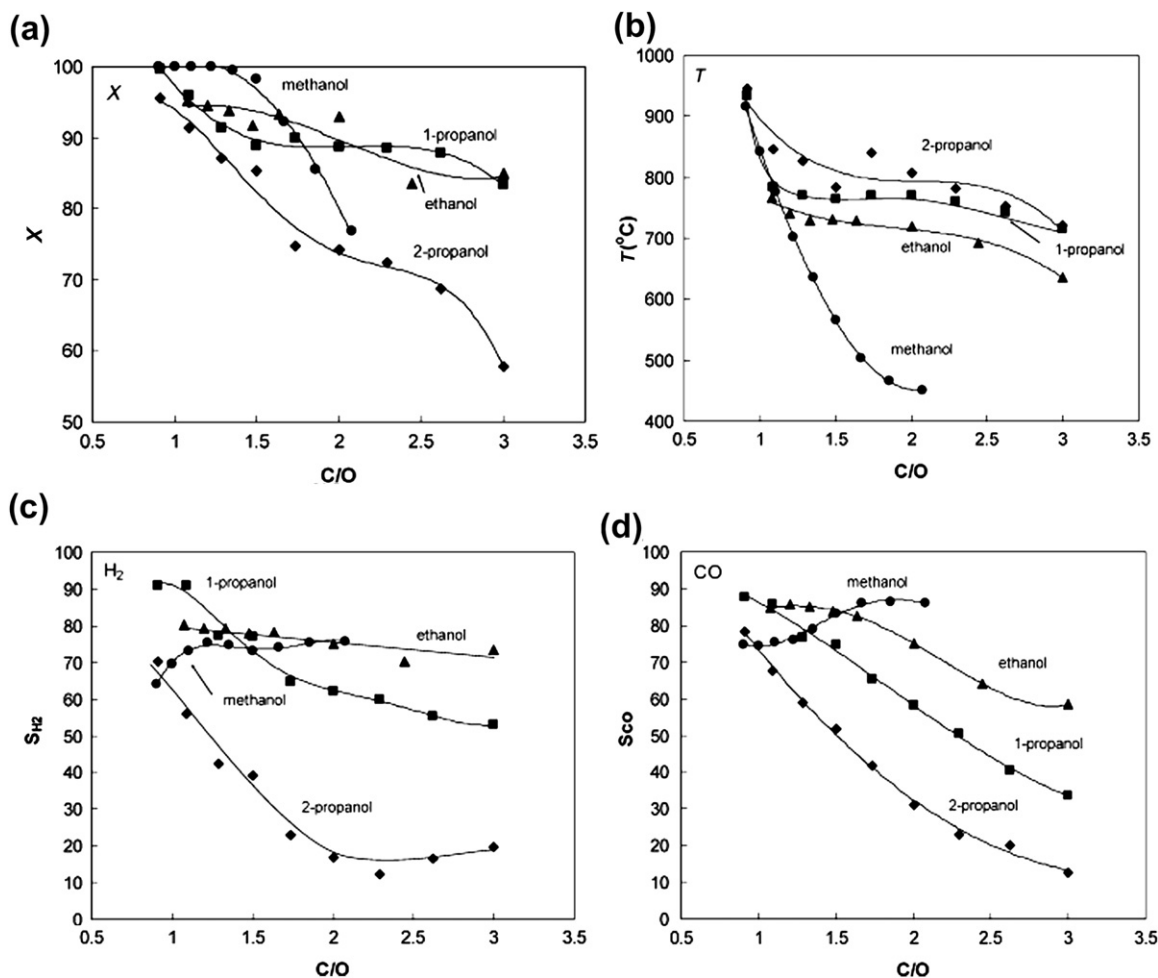 (a)
X
100
90
80
70
60
50
X
methanol
1-propanol
ethanol
2-propanol
0.5
1
1.5
2
2.5
3
3.5
C/O
(b)
T
1000
900
800
700
600
500
400
T(°C)
2-propanol
1-propanol
ethanol
methanol
0.5
1
1.5
2
2.5
3
3.5
C/O
(c)
H2
100
90
80
70
60
50
40
30
20
10
0
SH2
1-propanol
ethanol
methanol
2-propanol
0.5
1
1.5
2
2.5
3
3.5
C/O
(d)
CO
100
90
80
70
60
50
40
30
20
10
0
Sco
methanol
ethanol
1-propanol
2-propanol
0.5
1
1.5
2
2.5
3
3.5
C/O